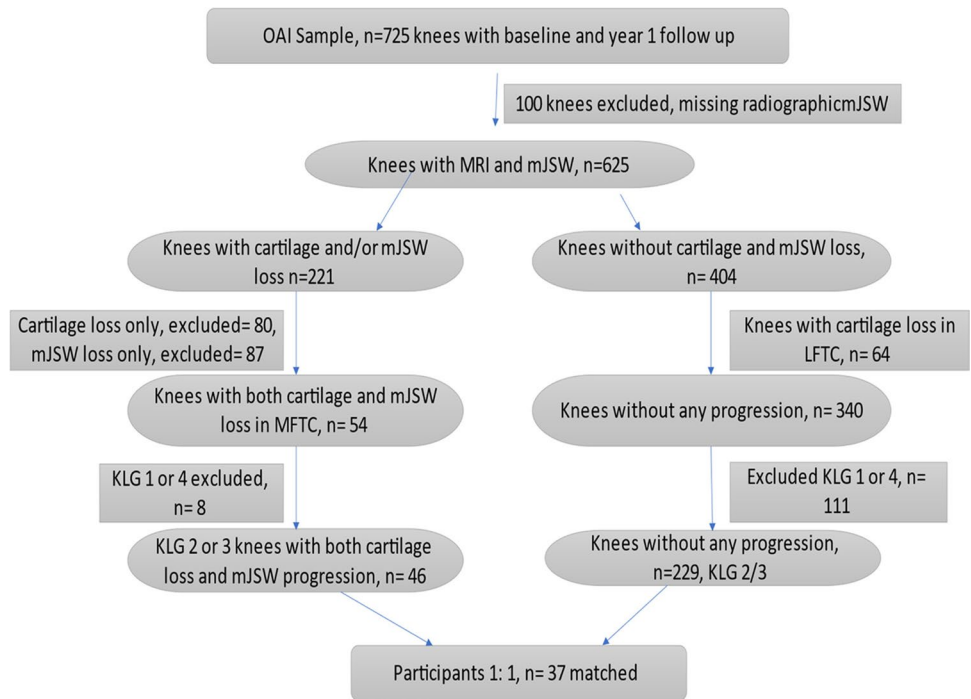 OAI Sample, n=725 knees with baseline and year 1 follow up
100 knees excluded, missing radiographicmJSW
Knees with MRI and mJSW, n=625
Knees with cartilage and/or mJSW
loss n=221
Knees without cartilage and mJSW loss,
n= 404
Cartilage loss only, excluded= 80,
mJSW loss only, excluded= 87
Knees with cartilage loss in
LFTC, n= 64
Knees with both cartilage and mJSW
loss in MFTC, n= 54
Knees without any progression, n= 340
KLG 1 or 4 excluded,
n= 8
Excluded KLG 1 or 4, n=
111
KLG 2 or 3 knees with both cartilage
loss and mJSW progression, n= 46
Knees without any progression,
n=229, KLG 2/3
Participants 1: 1, n= 37 matched